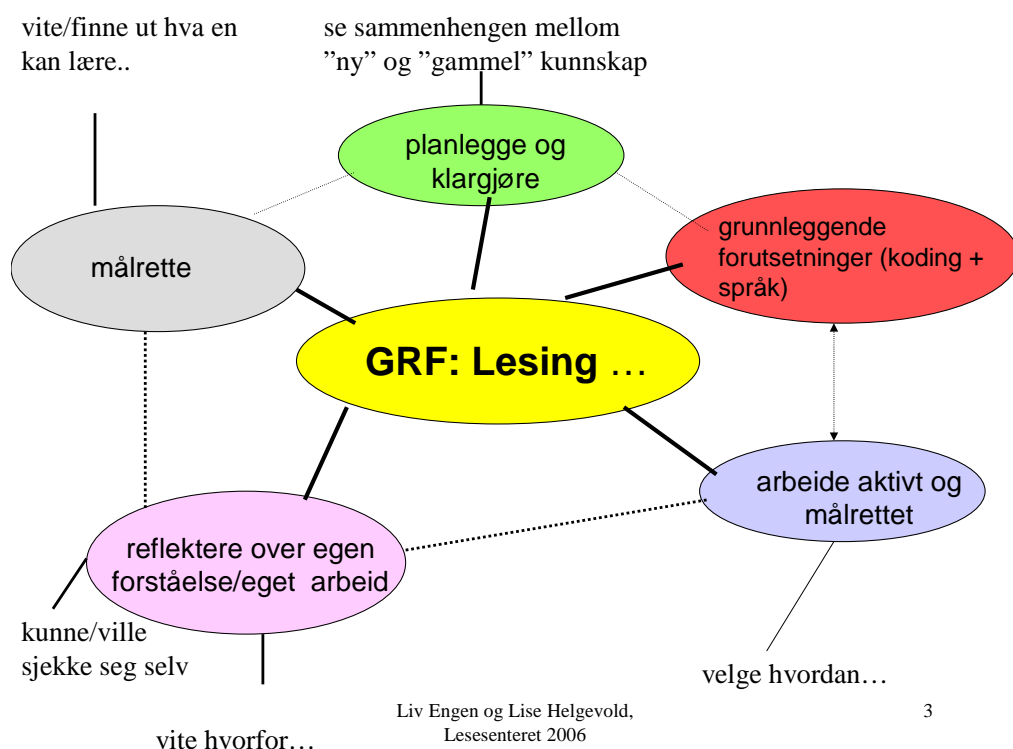 vite/finne ut hva en
kan lære..
se sammenhengen mellom
”ny” og ”gammel” kunnskap
planlegge og
klargjøre
målrette
grunnleggende
forutsetninger (koding +
språk)
GRF: Lesing …
arbeide aktivt og
målrettet
reflektere over egen
forståelse/eget arbeid
kunne/ville
sjekke seg selv
velge hvordan…
vite hvorfor…
Liv Engen og Lise Helgevold,
Lesesenteret 2006
3